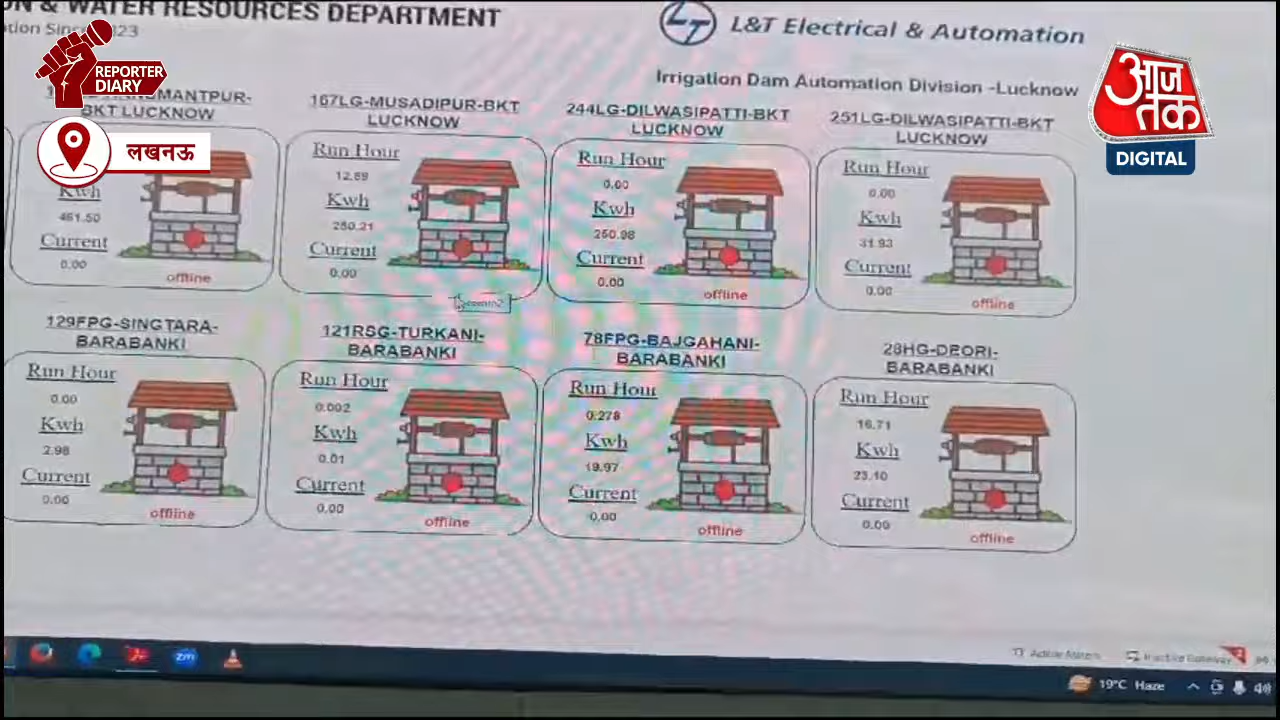 & WATER RESOURCES DEPARTMENT
L&T Electrical & Automation
Irrigation Dam Automation Division -Lucknow
REPORTER
DIARY
लखनऊ
आज
तक
DIGITAL
BKT LUCKNOW
Kwh
461.50
Current
0.00
offline
167LG-MUSADIPUR-BKT
LUCKNOW
Run Hour
12.69
Kwh
250.21
Current
0.00
244LG-DILWASIPATTI-BKT
LUCKNOW
Run Hour
0.00
Kwh
250.98
Current
0.00
offline
251LG-DILWASIPATTI-BKT
LUCKNOW
Run Hour
0.00
Kwh
31.93
Current
0.00
offline
129FPG-SINGTARA-
BARABANKI
Run Hour
0.00
Kwh
2.98
Current
0.00
offline
121RSG-TURKANI-
BARABANKI
Run Hour
0.002
Kwh
0.01
Current
0.00
offline
78FPG-BAJGAHANI-
BARABANKI
Run Hour
0.278
Kwh
19.97
Current
0.00
offline
28HG-DEORI-
BARABANKI
Run Hour
16.71
Kwh
23.10
Current
0.00
offline
19°C Haze